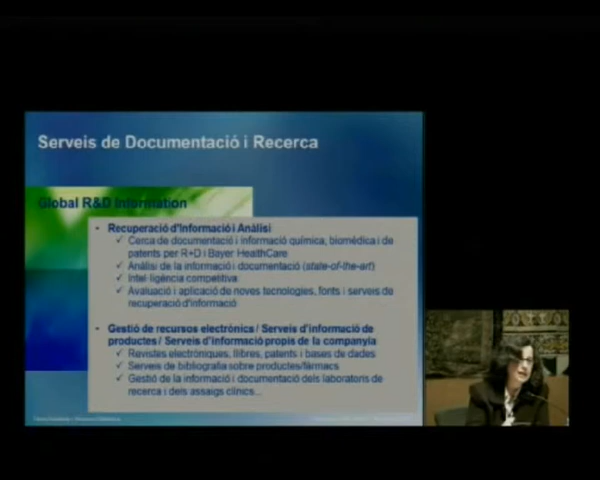 Serveis de Documentació i Recerca
Global R&D Information
• Recuperació d'Informació i Anàlisi
✓ Cerca de documentació i informació química, biomèdica i de
patents per R+D i Bayer HealthCare
✓ Anàlisi de la informació i documentació (state-of-the-art)
✓ Intel·ligència competitiva
✓ Avaluació i aplicació de noves tecnologies, fonts i serveis de
recuperació d'informació
• Gestió de recursos electrònics / Serveis d'informació de
productes / Serveis d'informació propis de la companyia
✓ Revistes electròniques, llibres, patents i bases de dades
✓ Serveis de bibliografia sobre productes/fàrmacs
✓ Gestió de la informació i documentació dels laboratoris de
recerca i dels assaigs clínics...